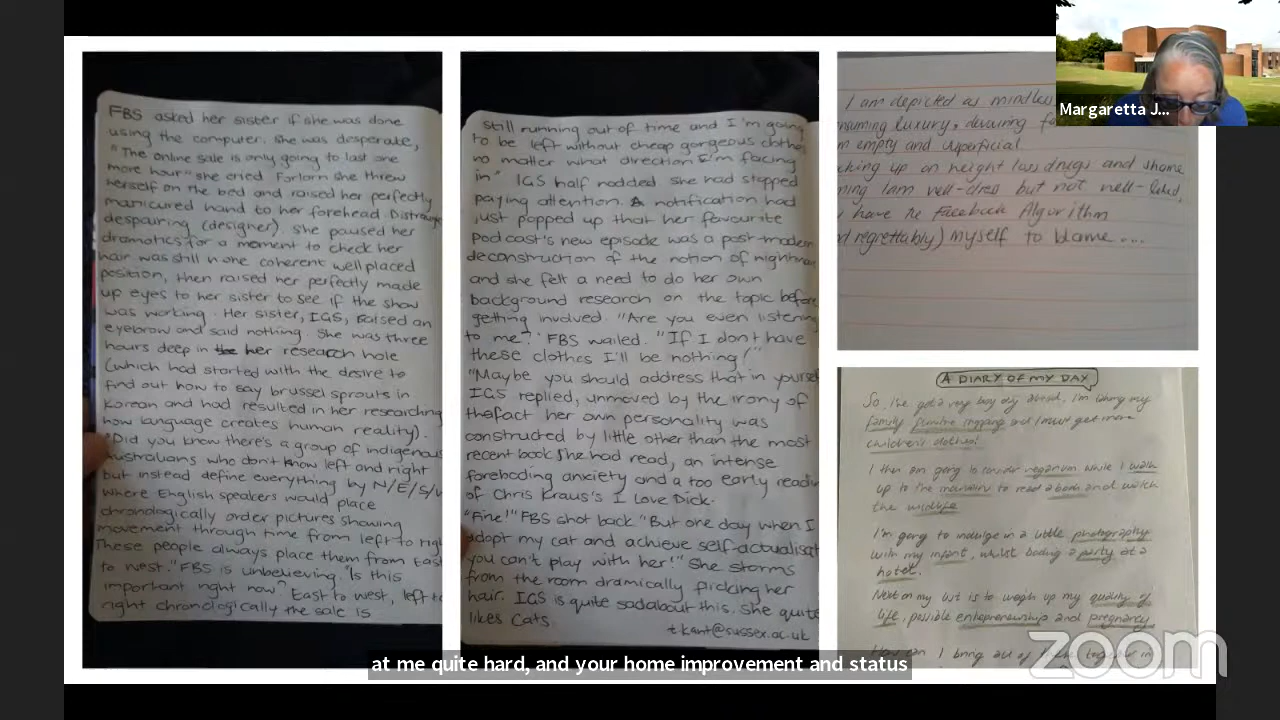 FBS asked her sister if she was done
using the computer. She was desperate,
"The online sale is only going to last one
more hour" she cried. Forlorn she threw
herself on the bed and raised her perfectly
manicured hand to her forehead. Distraught
despairing (designer). She paused her
dramatics for a moment to check her
hair was still in one coherent well placed
position, then raised her perfectly made
up eyes to her sister to see if the show
was working. Her sister, IGS, raised an
eyebrow and said nothing. She was three
hours deep in her research hole
(which had started with the desire to
find out how to say brussel sprouts in
Korean and had resulted in her researching
how language creates human reality).
"Did you know there's a group of indigenous
Australians who don't know left and right
but instead define everything by N/E/S/W
where English speakers would place
chronologically order pictures showing
movement through time from left to right
These people always place them from East
to west." FBS is unbelieving. "Is this
important right now? East to west, left to
right chronologically the sale is
still running out of time and I'm going
to be left without cheap gorgeous clothes
no matter what direction I'm facing
in" IGS half nodded. She had stopped
paying attention. A notification had
just popped up that her favourite
podcast's new episode was a post-modern
deconstruction of the notion of nightmares
and she felt a need to do her own
background research on the topic before
getting involved. "Are you even listening
to me?" FBS wailed. "If I don't have
these clothes I'll be nothing!"
"Maybe you should address that in yourself"
IGS replied, unmoved by the irony of
the fact her own personality was
constructed by little other than the most
recent book she had read, an intense
foreboding anxiety and a too early reading
of Chris Kraus's I Love Dick.
"Fine!" FBS shot back "But one day when I
adopt my cat and achieve self-actualisat
you can't play with her!" She storms
from the room dramically flicking her
hair. IGS is quite sad about this. She quite
likes cats.
t.kant@sussex.ac.uk
I am depicted as mindless
nsuming luxury, devouring
m empty and superficial
cking up on weight loss drugs and shame
ning I am well-dres but not well-liked,
have the Facebook Algorithm
regrettably) myself to blame...
A DIARY OF MY DAY
So, I've got a very busy day ahead. I'm taking my
family and I must get more
children's clothes!
I then am going to consider veganism while I walk
up to the mountain to read a book and watch
the wildlife
I'm going to indulge in a little photography
with my infant, whilst booking a party at a
hotel.
Next on my list is to weigh up my quality of
life, possible entrepreneurship and pregnancy
How can I bring all of these together in
Margaretta J...
zoom
at me quite hard, and your home improvement and status